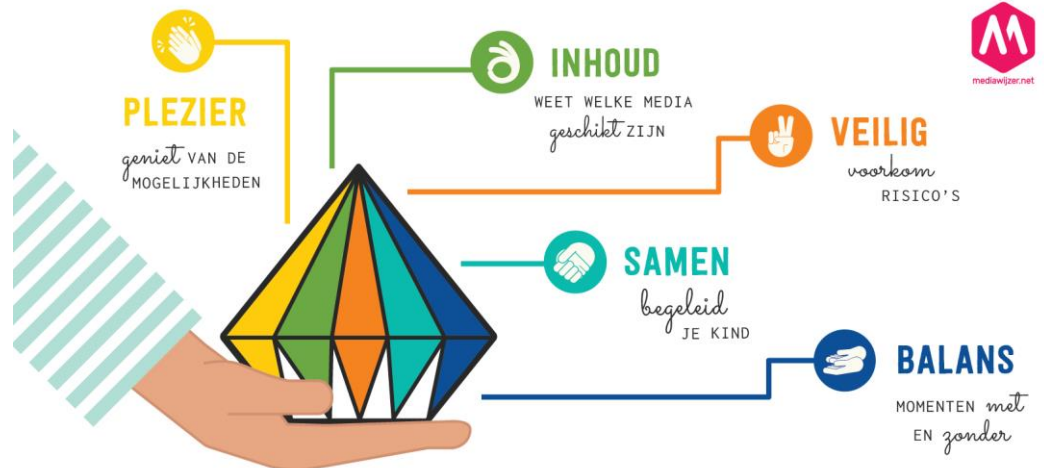 PLEZIER
geniet VAN DE
MOGELIJKHEDEN
INHOUD
WEET WELKE MEDIA
geschikt ZIJN
mediawijzer.net
VEILIG
voorkom
RISICO'S
SAMEN
begeleid
JE KIND
BALANS
MOMENTEN met
EN zonder